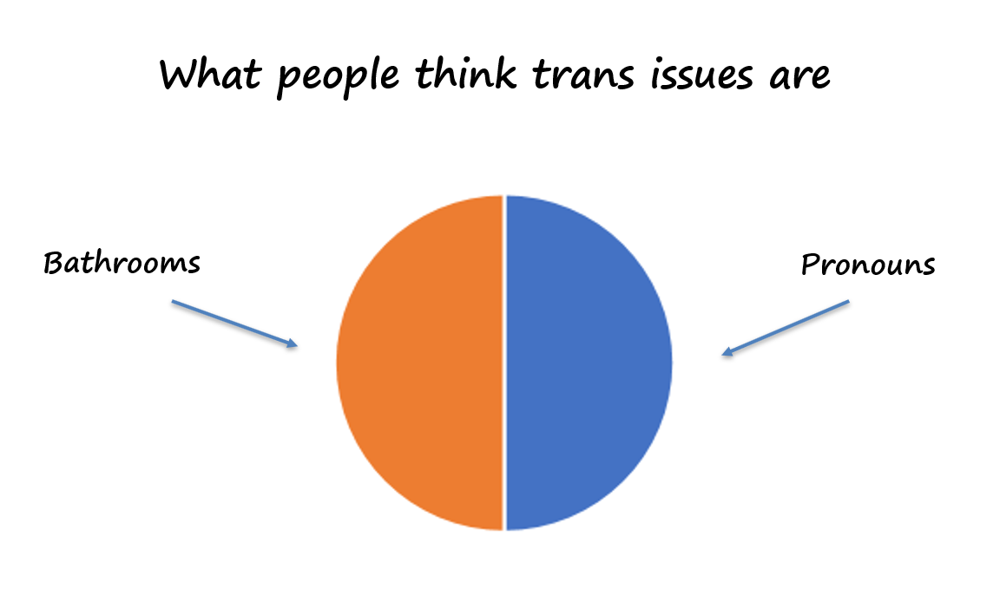 What people think trans issues are
Bathrooms
Pronouns